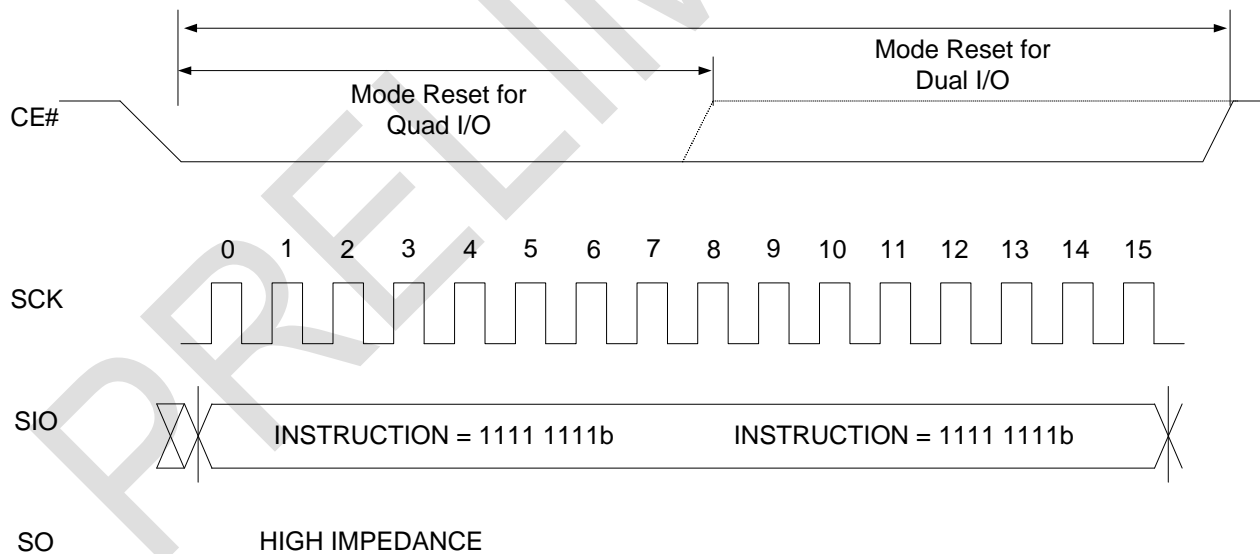 Mode Reset for
Dual I/O
Mode Reset for
Quad I/O
CE#
0 1 2 3 4 5 6 7 8 9 10 11 12 13 14 15
SCK
SIO
INSTRUCTION = 1111 1111b INSTRUCTION = 1111 1111b
SO
HIGH IMPEDANCE